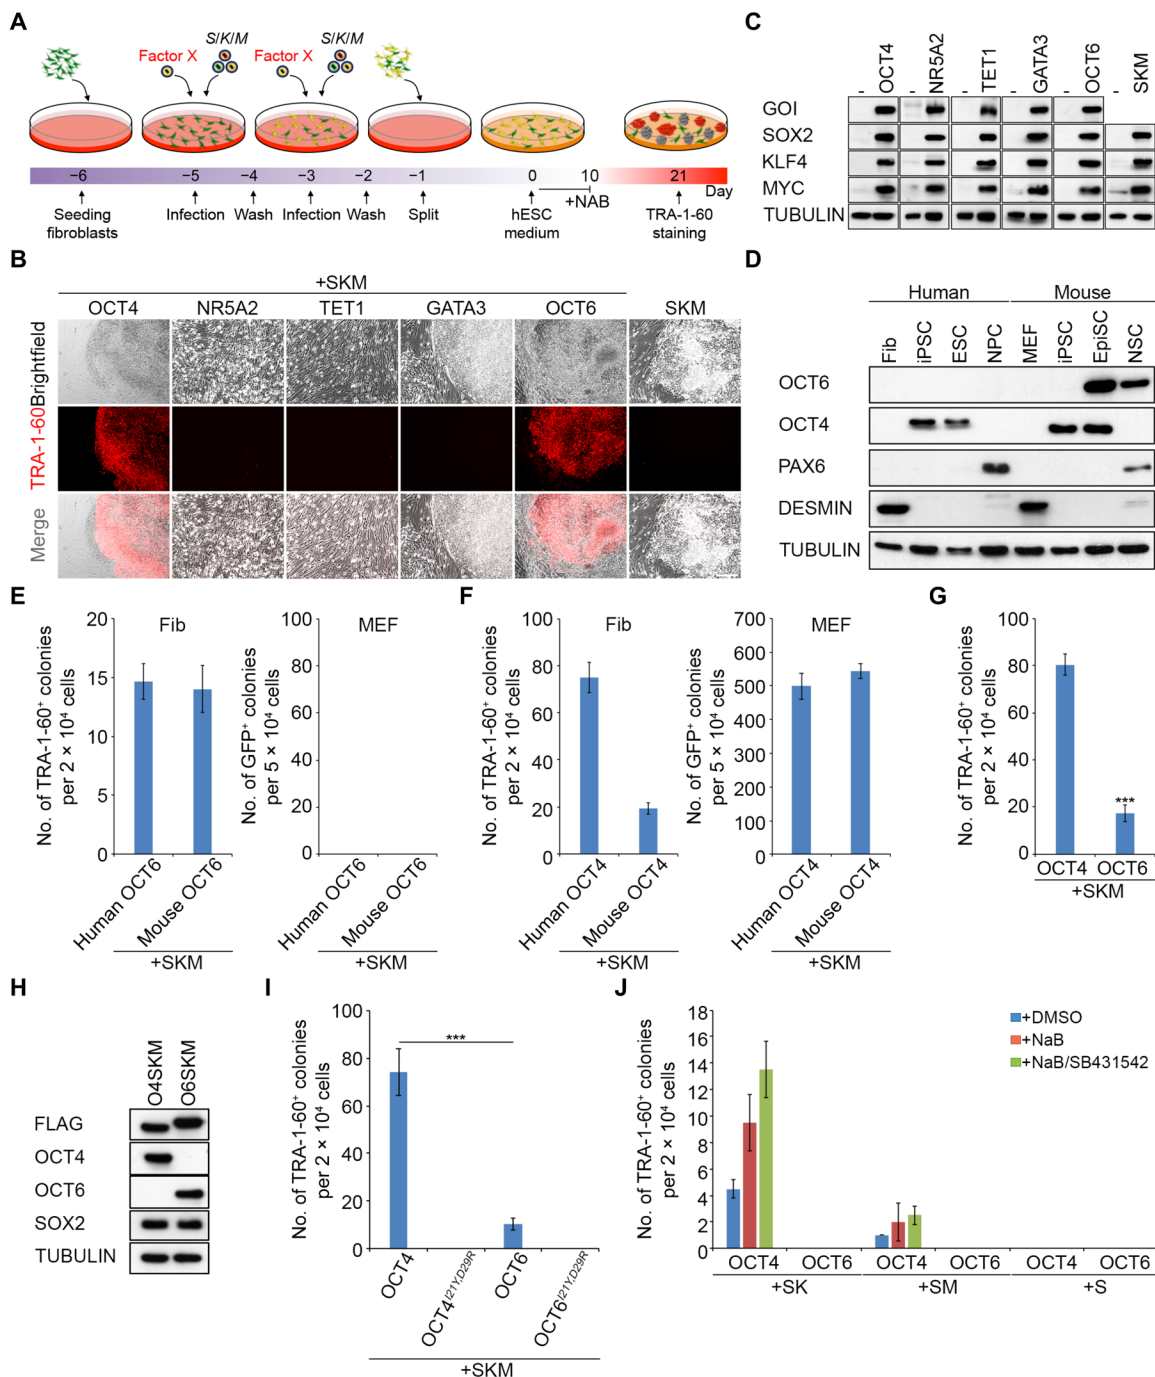 A
Factor X
S/K/M
Factor X
S/K/M
−6
−5
−4
−3
−2
−1
0
10
21
Day
+NAB
Seeding
fibroblasts
Infection
Wash
Infection
Wash
Split
hESC
medium
TRA-1-60
staining
B
+SKM
OCT4
NR5A2
TET1
GATA3
OCT6
SKM
Brightfield
TRA-1-60
Merge
C
- OCT4
- NR5A2
- TET1
- GATA3
- OCT6
- SKM
GOI
SOX2
KLF4
MYC
TUBULIN
D
Human
Mouse
Fib
iPSC
ESC
NPC
MEF
iPSC
EpiSC
NSC
OCT6
OCT4
PAX6
DESMIN
TUBULIN
E
No. of TRA-1-60⁺ colonies
per 2 × 10⁴ cells
20
15
10
5
0
Fib
Human OCT6
Mouse OCT6
+SKM
No. of GFP⁺ colonies
per 5 × 10⁴ cells
100
80
60
40
20
0
MEF
Human OCT6
Mouse OCT6
+SKM
F
No. of TRA-1-60⁺ colonies
per 2 × 10⁴ cells
100
80
60
40
20
0
Fib
Human OCT4
Mouse OCT4
+SKM
No. of GFP⁺ colonies
per 5 × 10⁴ cells
700
600
500
400
300
200
100
0
MEF
Human OCT4
Mouse OCT4
+SKM
G
No. of TRA-1-60⁺ colonies
per 2 × 10⁴ cells
100
80
60
40
20
0
***
OCT4 OCT6
+SKM
H
O4SKM
O6SKM
FLAG
OCT4
OCT6
SOX2
TUBULIN
I
No. of TRA-1-60⁺ colonies
per 2 × 10⁴ cells
100
80
60
40
20
0
***
OCT4
OCT4^I21Y,D29R
OCT6
OCT6^I21Y,D29R
+SKM
J
No. of TRA-1-60⁺ colonies
per 2 × 10⁴ cells
18
16
14
12
10
8
6
4
2
0
+DMSO
+NaB
+NaB/SB431542
OCT4 OCT6 OCT4 OCT6 OCT4 OCT6
+SK +SM +S